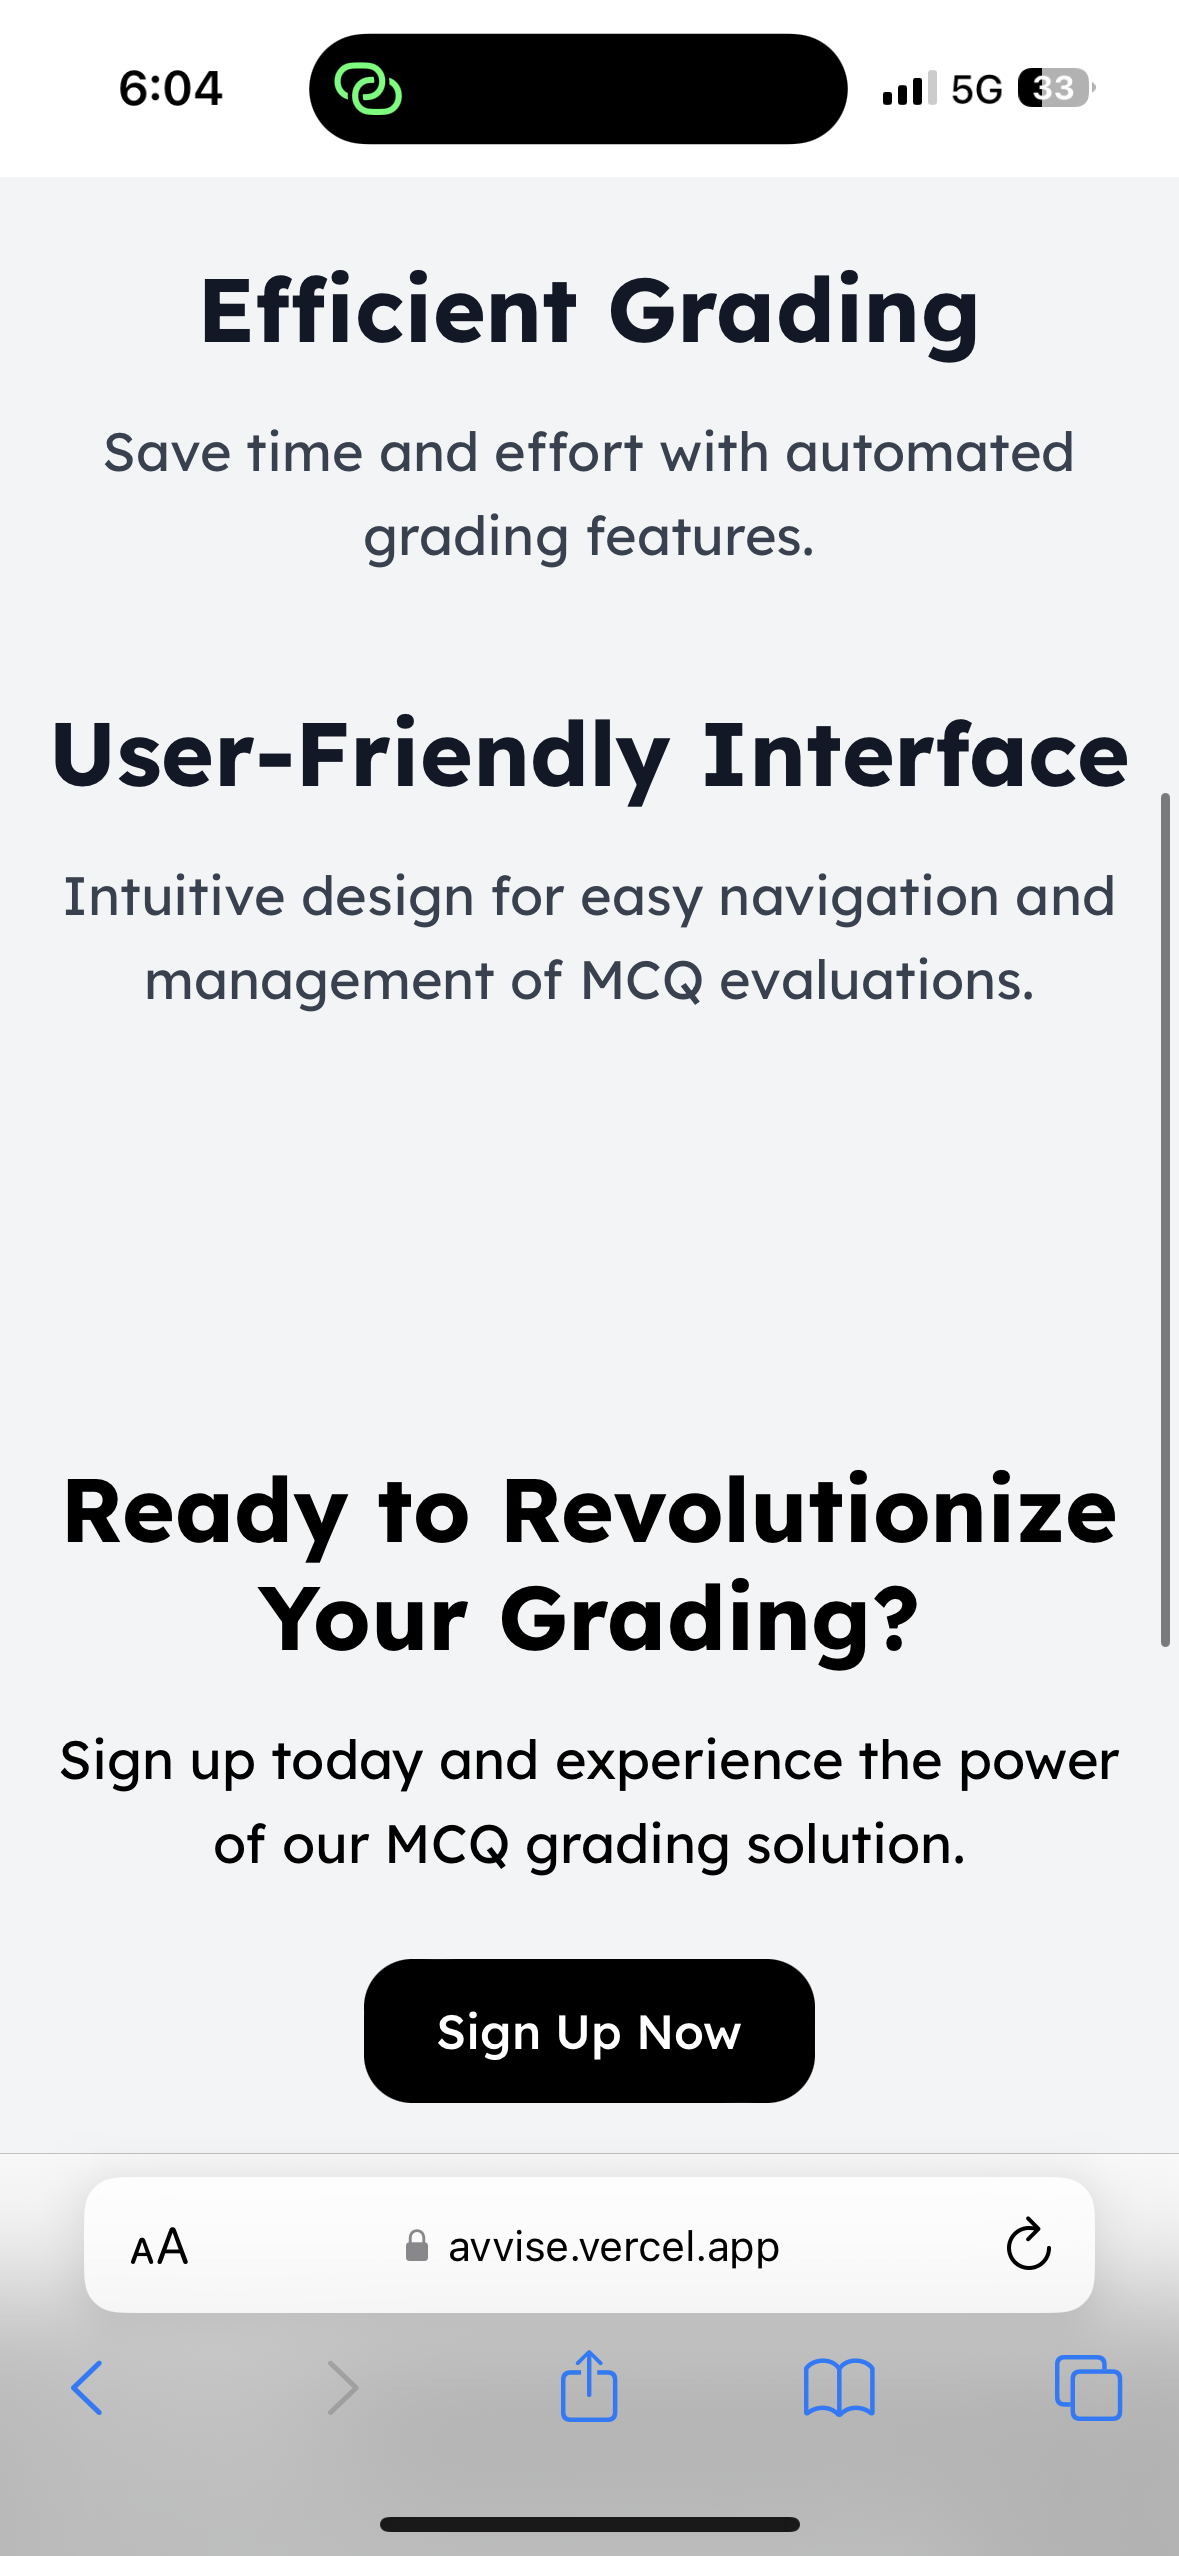 6:04
5G
33
Efficient Grading
Save time and effort with automated
grading features.
User-Friendly Interface
Intuitive design for easy navigation and
management of MCQ evaluations.
Ready to Revolutionize
Your Grading?
Sign up today and experience the power
of our MCQ grading solution.
Sign Up Now
AA
avvise.vercel.app